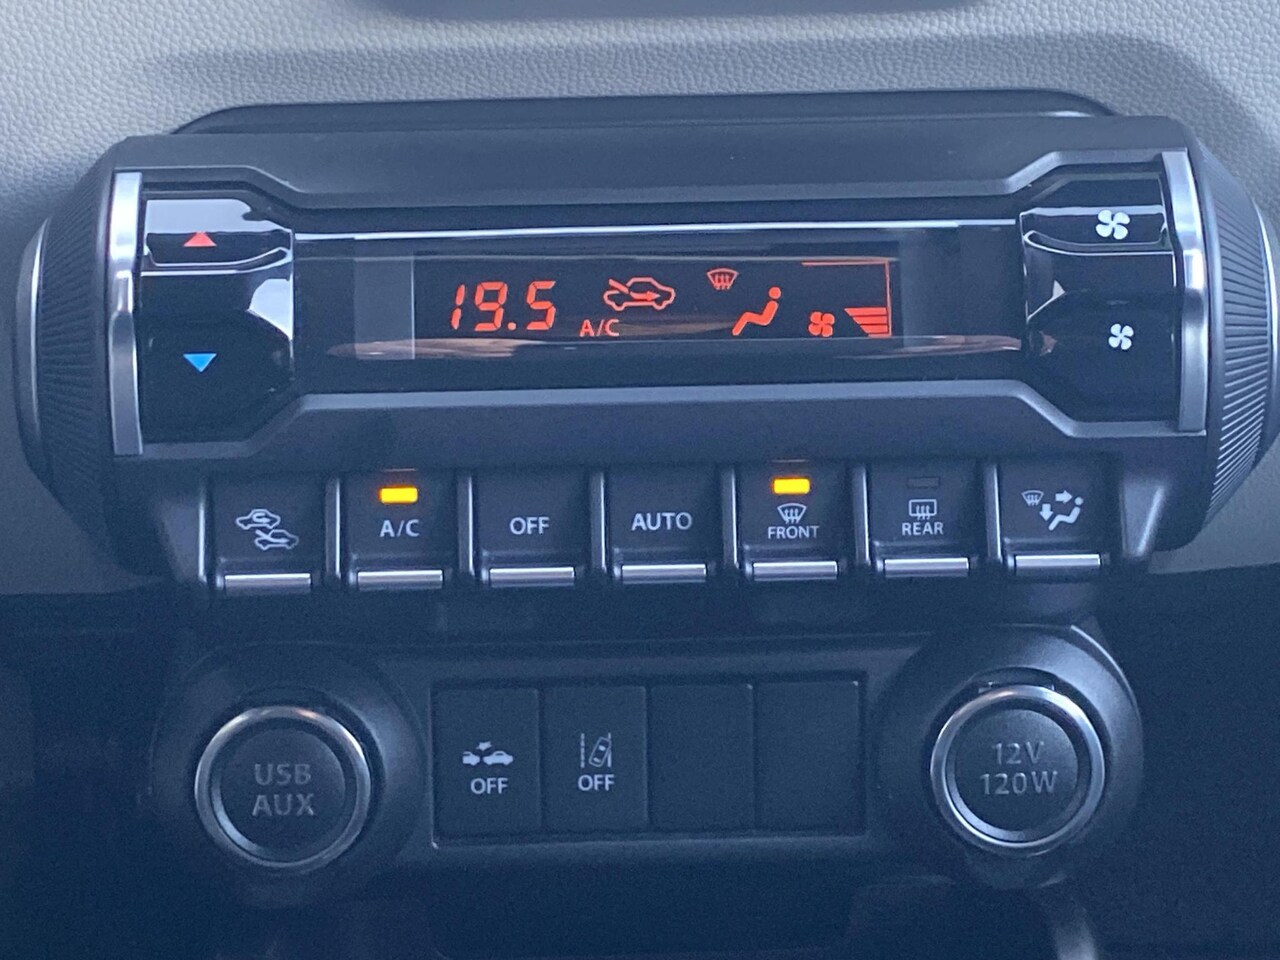 19.5
A/C
A/C
OFF
AUTO
FRONT
REAR
USB
AUX
OFF
OFF
12V
120W